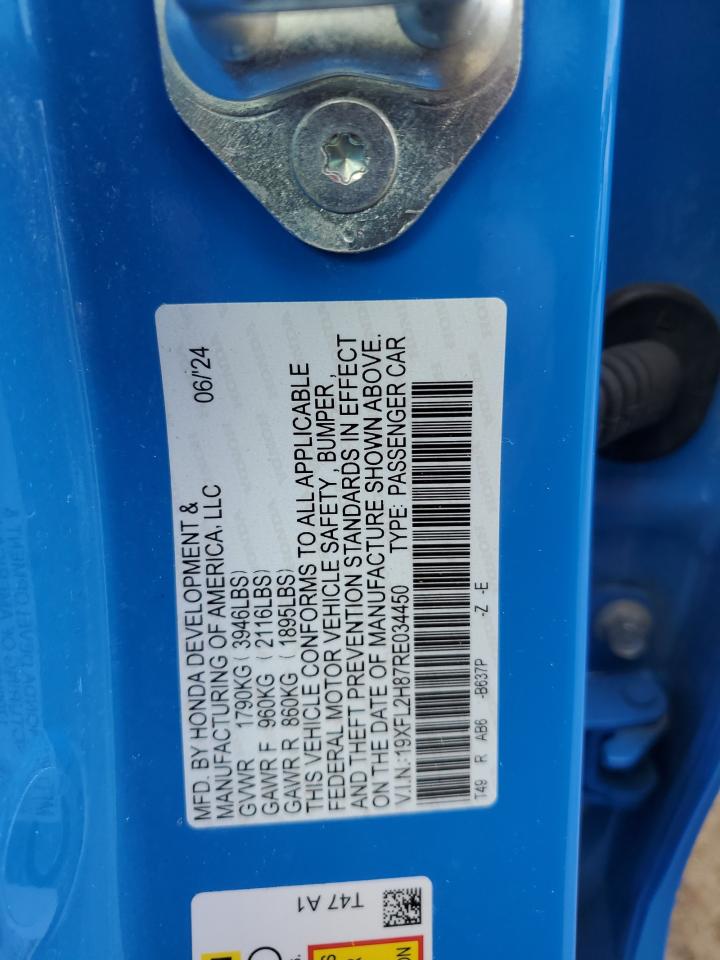 MFD. BY HONDA DEVELOPMENT & 06/'24
MANUFACTURING OF AMERICA, LLC
GVWR 1790KG (3946LBS)
GAWR F 960KG (2116LBS)
GAWR R 860KG (1895LBS)
THIS VEHICLE CONFORMS TO ALL APPLICABLE
FEDERAL MOTOR VEHICLE SAFETY, BUMPER,
AND THEFT PREVENTION STANDARDS IN EFFECT
ON THE DATE OF MANUFACTURE SHOWN ABOVE.
V.I.N.:19XFL2H87RE034450 TYPE: PASSENGER CAR
T49 R AB6 -B637P -Z -E
T47 A1